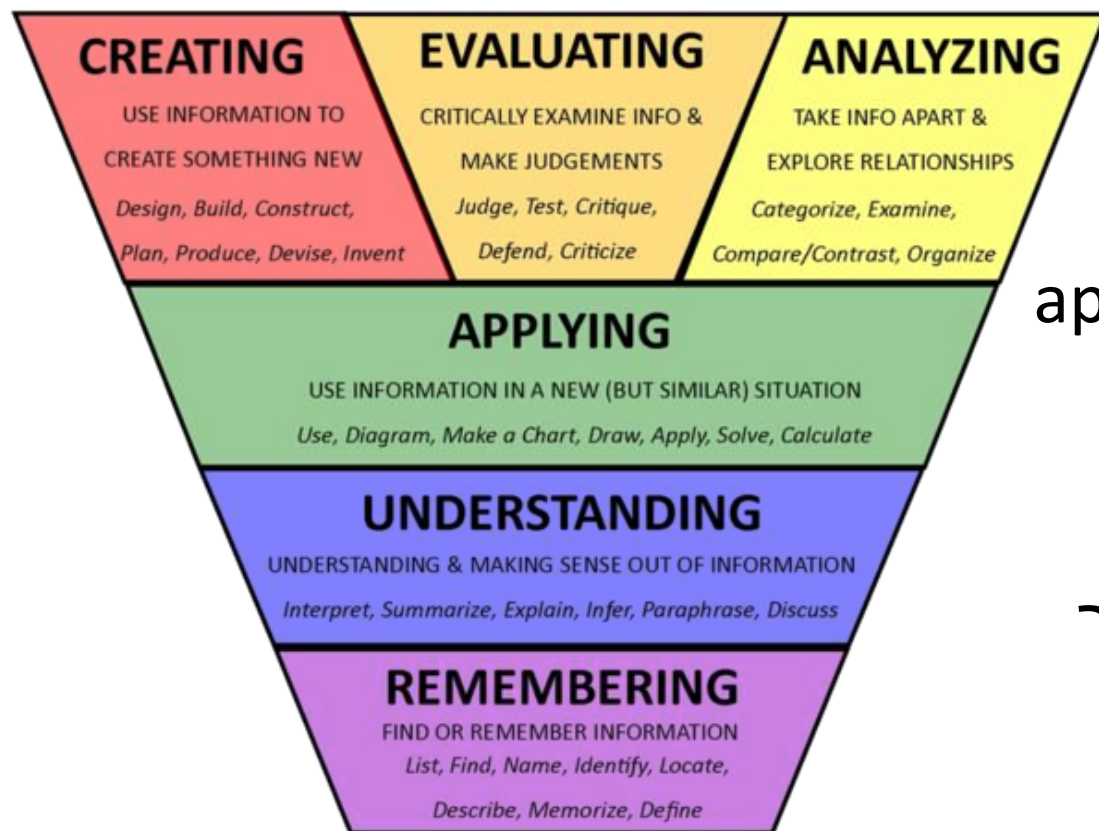 CREATING
USE INFORMATION TO
CREATE SOMETHING NEW
Design, Build, Construct,
Plan, Produce, Devise, Invent
EVALUATING
CRITICALLY EXAMINE INFO &
MAKE JUDGEMENTS
Judge, Test, Critique,
Defend, Criticize
ANALYZING
TAKE INFO APART &
EXPLORE RELATIONSHIPS
Categorize, Examine,
Compare/Contrast, Organize
ap
APPLYING
USE INFORMATION IN A NEW (BUT SIMILAR) SITUATION
Use, Diagram, Make a Chart, Draw, Apply, Solve, Calculate
UNDERSTANDING
UNDERSTANDING & MAKING SENSE OUT OF INFORMATION
Interpret, Summarize, Explain, Infer, Paraphrase, Discuss
REMEMBERING
FIND OR REMEMBER INFORMATION
List, Find, Name, Identify, Locate,
Describe, Memorize, Define